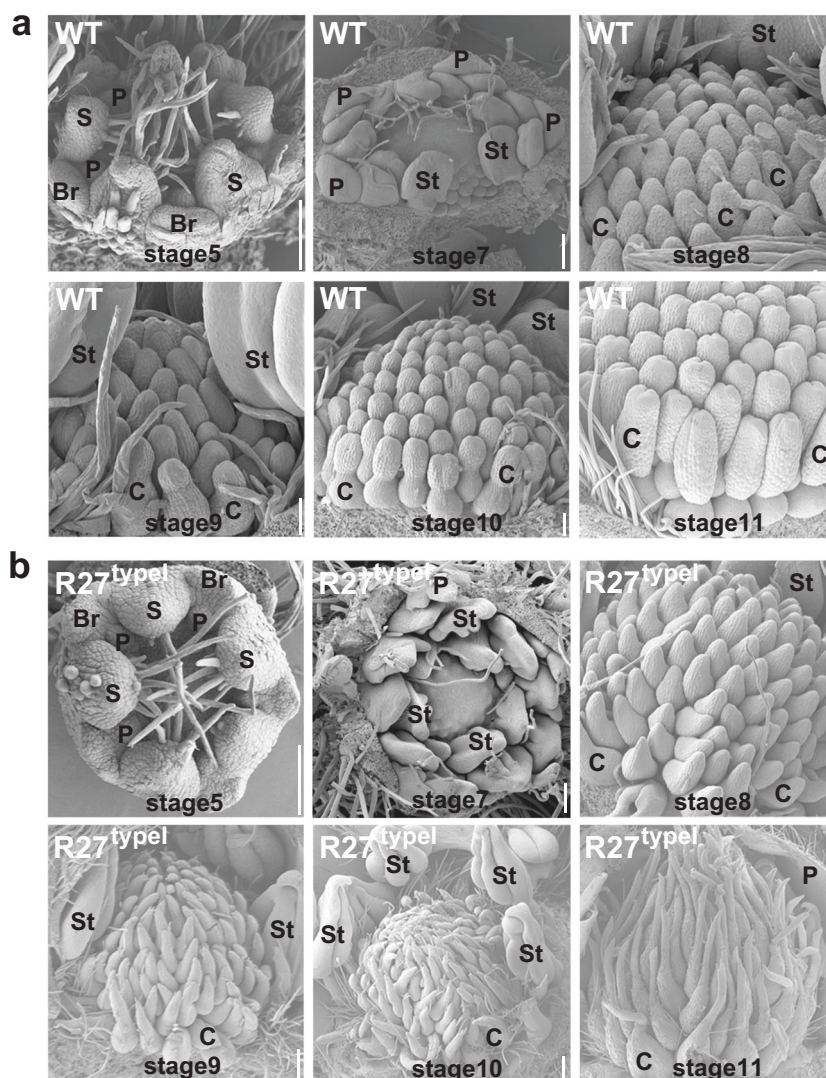 a
WT
WT
WT
St
P
P
P
S
P
P
St
C
P
S
St
Br
P
C
Br
C
stage5
stage7
stage8
WT
WT
WT
St
St
St
St
C
C
C
C
C
C
stage9
stage10
stage11
b
R27typeI
Br
R27typeI
P
R27typeI
St
Br
S
St
P
P
S
S
St
P
St
C
C
stage5
stage7
stage8
R27typeI
R27typeI
R27typeI
St
St
P
St
St
St
St
C
C
C
stage9
stage10
stage11